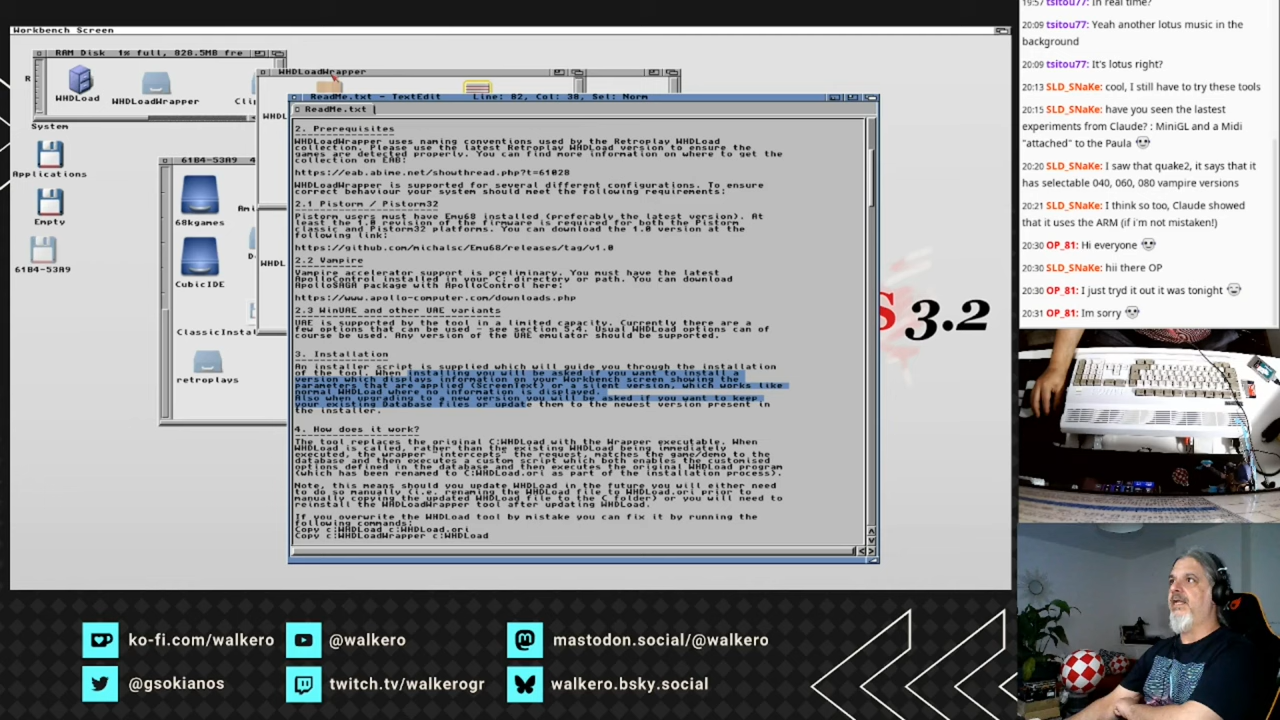 Workbench Screen
RAM Disk 1% full, 828.5MB fre
WHDLoad
WHDLoadWrapper
System
Applications
Empty
61B4-53A9
68kgames
CubicIDE
retroplays
WHDLoadWrapper
ReadMe.txt - TextEdit Line: 82, Col: 38, Sel: Norm
ReadMe.txt
2. Prerequisites
WHDLoadWrapper uses naming conventions used by the Retroplay WHDLoad
collection. Please use the latest Retroplay WHDLoad version to ensure the
games are detected properly. You can find more information on where to get the
collection on EAB:
https://eab.abime.net/showthread.php?t=61028
WHDLoadWrapper is supported for several different configurations. To ensure
correct behaviour your system should meet the following requirements:
2.1 Pistorm / Pistorm32
Pistorm users must have Emu68 installed (preferably the latest version). At
least the 1.0 revision of the firmware is required for both the Pistorm
classic and Pistorm32 platforms. You can download the 1.0 version at the
following link:
https://github.com/michalsc/Emu68/releases/tag/v1.0
2.2 Vampire
Vampire accelerator support is preliminary. You must have the latest
ApolloControl installed in your C: directory or path. You can download
ApolloSAGA package with ApolloControl here:
https://www.apollo-computer.com/downloads.php
2.3 WinUAE and other UAE variants
UAE is supported by the tool in a limited capacity. Currently there are a
few options that can be used - see section 5.4. Usual WHDLoad options can of
course be used. Any version of the UAE emulator should be supported.
3. Installation
An installer script is supplied which will guide you through the installation
of the tool. When installing you will be asked if you want to install a
version which displays information on your Workbench screen showing the
parameters that are applied (ScreenText) or a silent version, which works like
normal WHDLoad where no information is displayed.
Also when upgrading to a new version you will be asked if you want to keep
your existing Database files or update them to the newest version present in
the installer.
4. How does it work?
The tool replaces the original C:WHDLoad with the Wrapper executable. When
WHDLoad is called, rather than the existing WHDLoad being immediately
executed, the wrapper "intercepts" the request, matches the game/demo to the
database and then executes a custom script which both enables the customised
options defined in the database and then executes the original WHDLoad program
(which has been renamed to C:WHDLoad.ori as part of the installation process).
Note, this means should you update WHDLoad in the future you will either need
to do so manually (i.e. renaming the WHDLoad file to WHDLoad.ori prior to
manually copying the updated WHDLoad file to the C folder) or you will need to
reinstall the WHDLoadWrapper tool after updating WHDLoad.
If you overwrite the WHDLoad tool by mistake you can fix it by running the
following commands:
Copy c:WHDLoad c:WHDLoad.ori
Copy c:WHDLoadWrapper c:WHDLoad
3.2
19:57 tsitou77: In real time?
20:09 tsitou77: Yeah another lotus music in the
background
20:09 tsitou77: It's lotus right?
20:13 SLD_SNaKe: cool, I still have to try these tools
20:15 SLD_SNaKe: have you seen the lastest
experiments from Claude? : MiniGL and a Midi
"attached" to the Paula
20:20 SLD_SNaKe: I saw that quake2, it says that it
has selectable 040, 060, 080 vampire versions
20:21 SLD_SNaKe: I think so too, Claude showed
that it uses the ARM (if i'm not mistaken!)
20:30 OP_81: Hi everyone
20:30 SLD_SNaKe: hii there OP
20:30 OP_81: I just tryd it out it was tonight
20:31 OP_81: Im sorry
ko-fi.com/walkero
@walkero
mastodon.social/@walkero
@gsokianos
twitch.tv/walkerogr
walkero.bsky.social